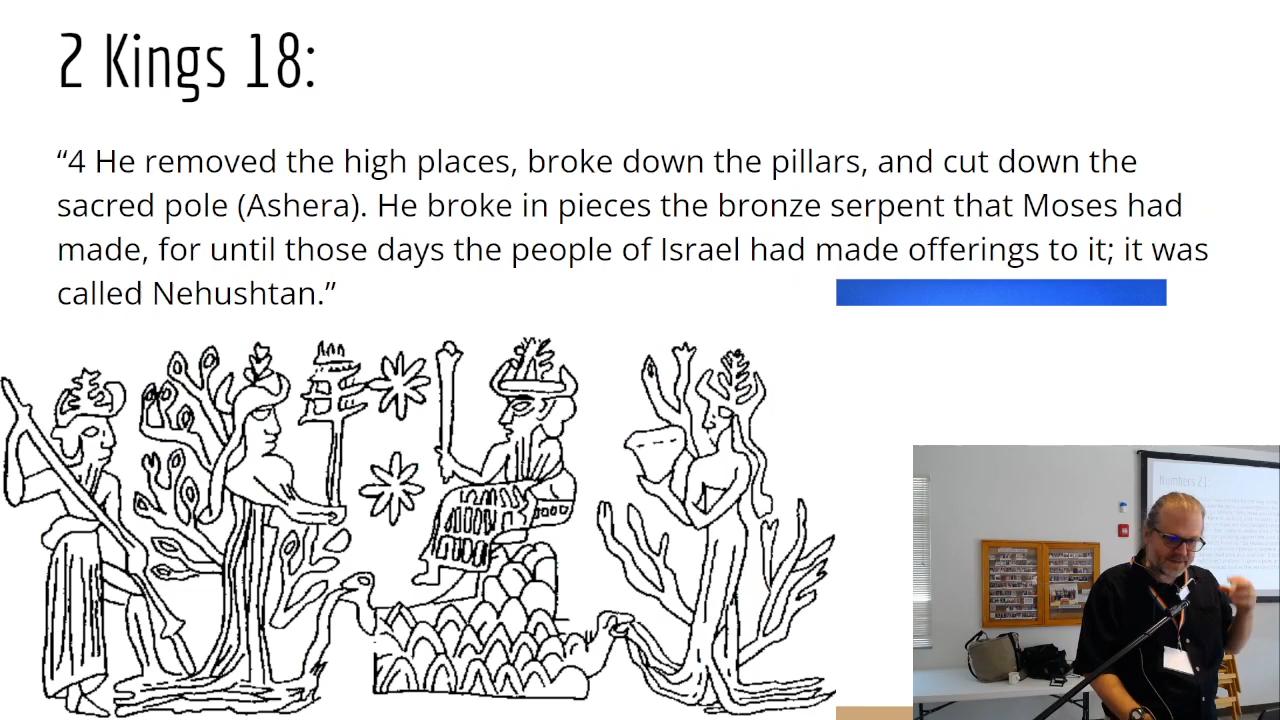 2 Kings 18:
“4 He removed the high places, broke down the pillars, and cut down the
sacred pole (Ashera). He broke in pieces the bronze serpent that Moses had
made, for until those days the people of Israel had made offerings to it; it was
called Nehushtan.”
Numbers 21: